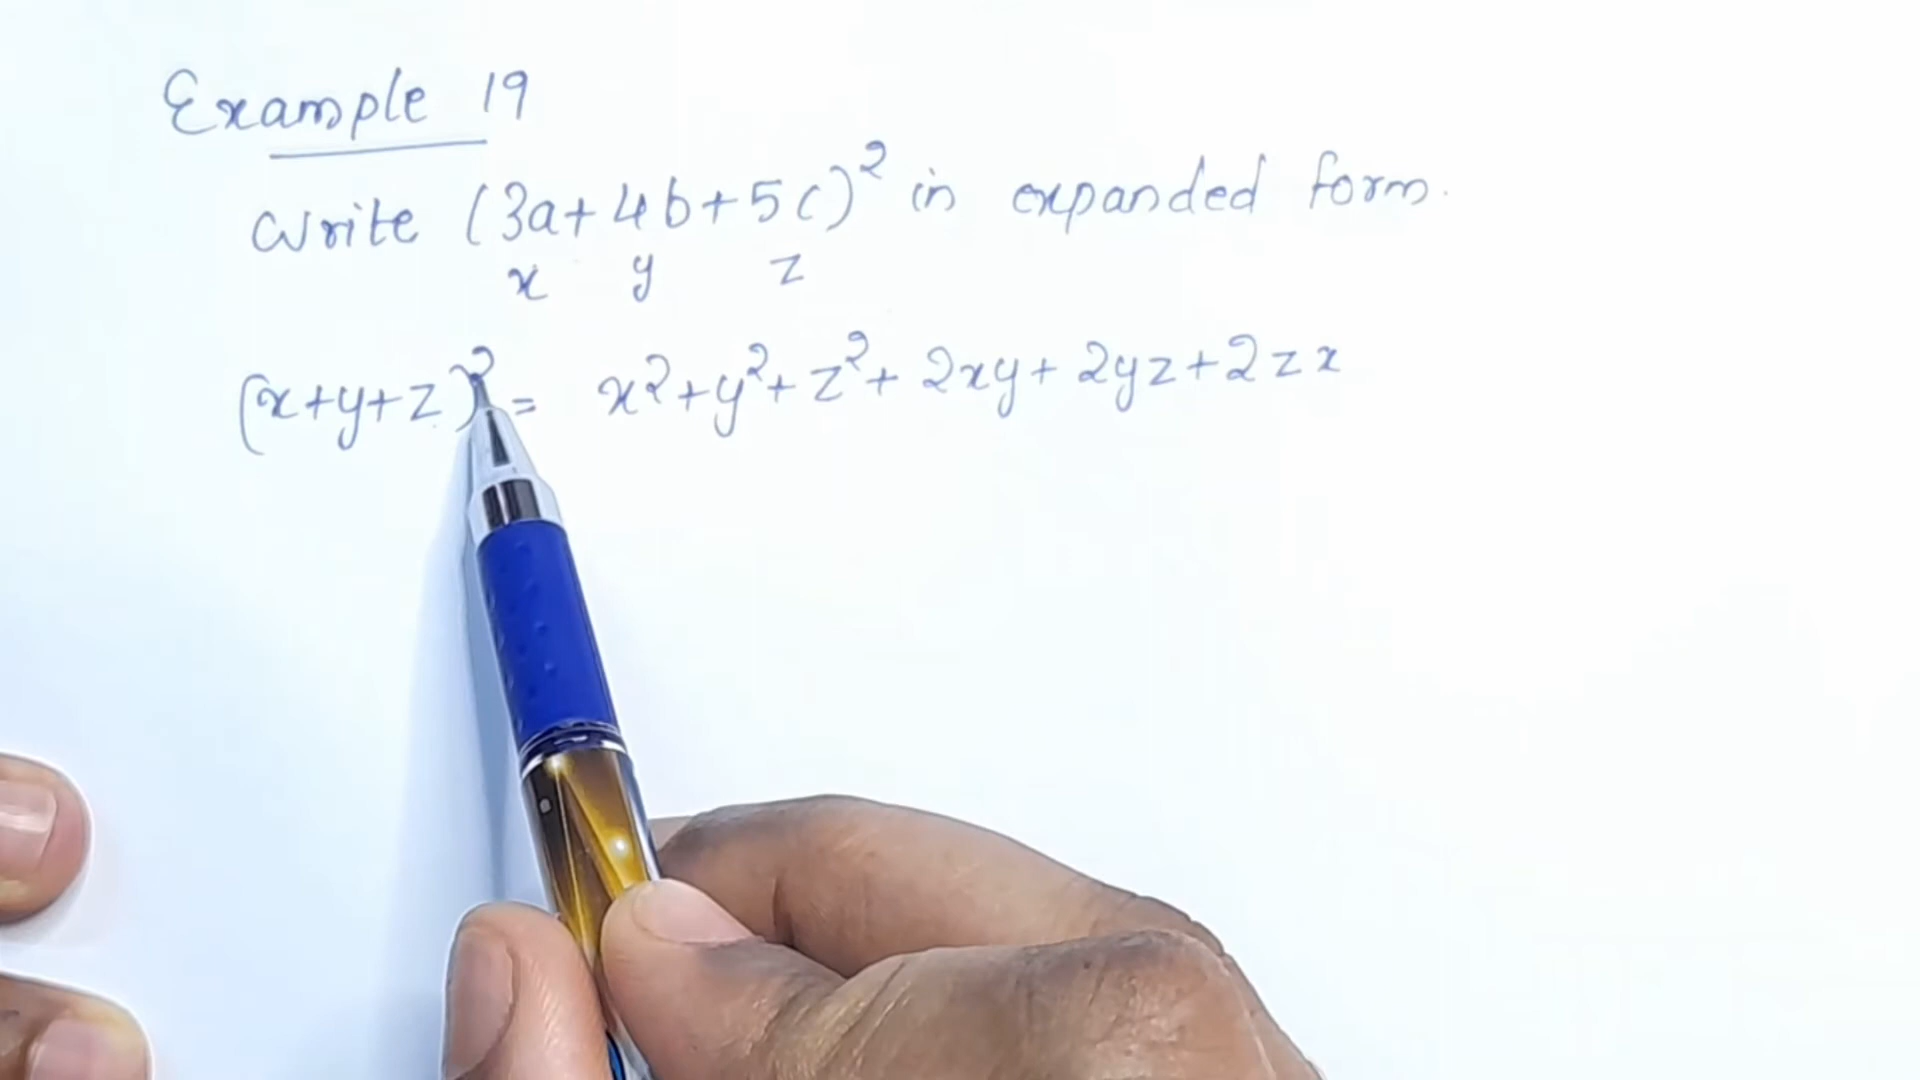 Example 19
Write (3a+4b+5c)² in expanded form.
x y z
(x+y+z)² = x²+y²+z²+2xy+2yz+2zx